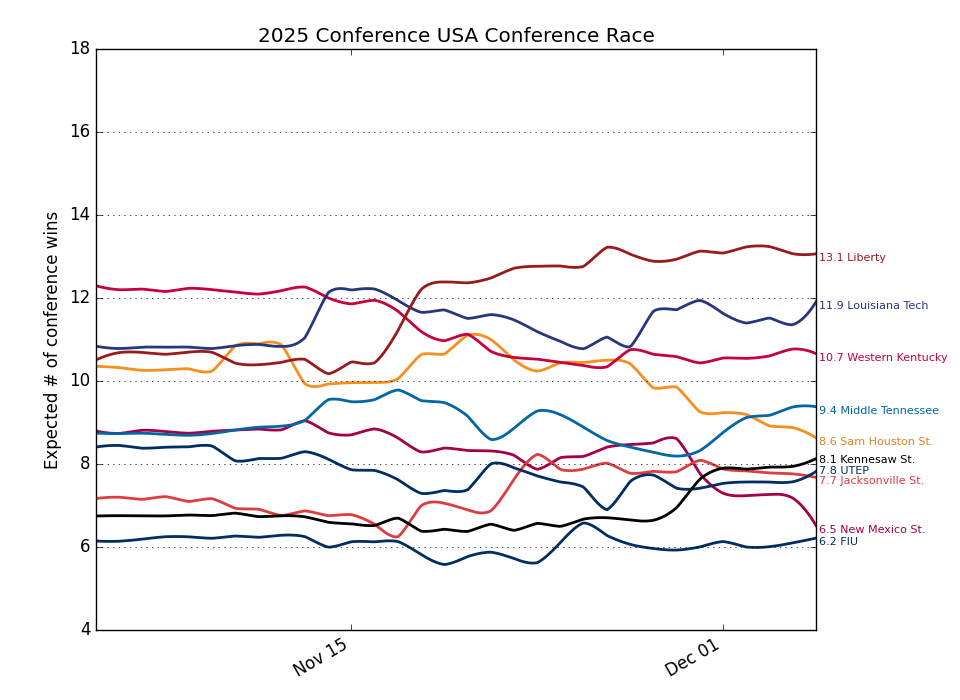 2025 Conference USA Conference Race
Expected # of conference wins
18
16
14
12
10
8
6
4
Nov 15
Dec 01
13.1 Liberty
11.9 Louisiana Tech
10.7 Western Kentucky
9.4 Middle Tennessee
8.6 Sam Houston St.
8.1 Kennesaw St.
7.8 UTEP
7.7 Jacksonville St.
6.5 New Mexico St.
6.2 FIU